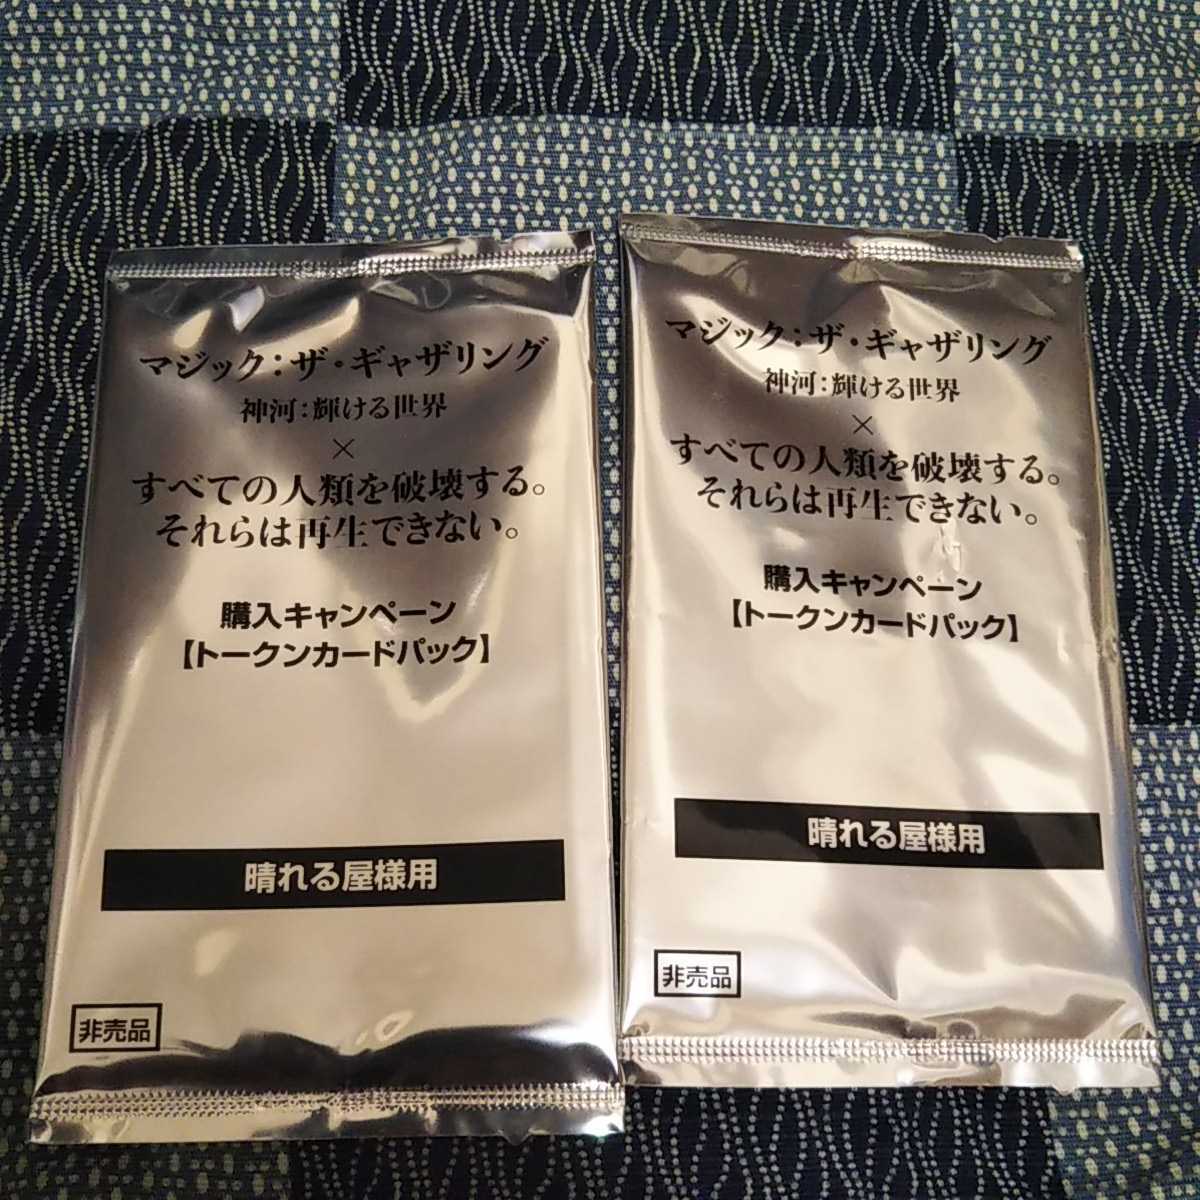 マジック：ザ・ギャザリング
神河：輝ける世界
×
すべての人類を破壊する。
それらは再生できない。
購入キャンペーン
【トークンカードパック】
晴れる屋様用
非売品
マジック：ザ・ギャザリング
神河：輝ける世界
×
すべての人類を破壊する。
それらは再生できない。
購入キャンペーン
【トークンカードパック】
晴れる屋様用
非売品